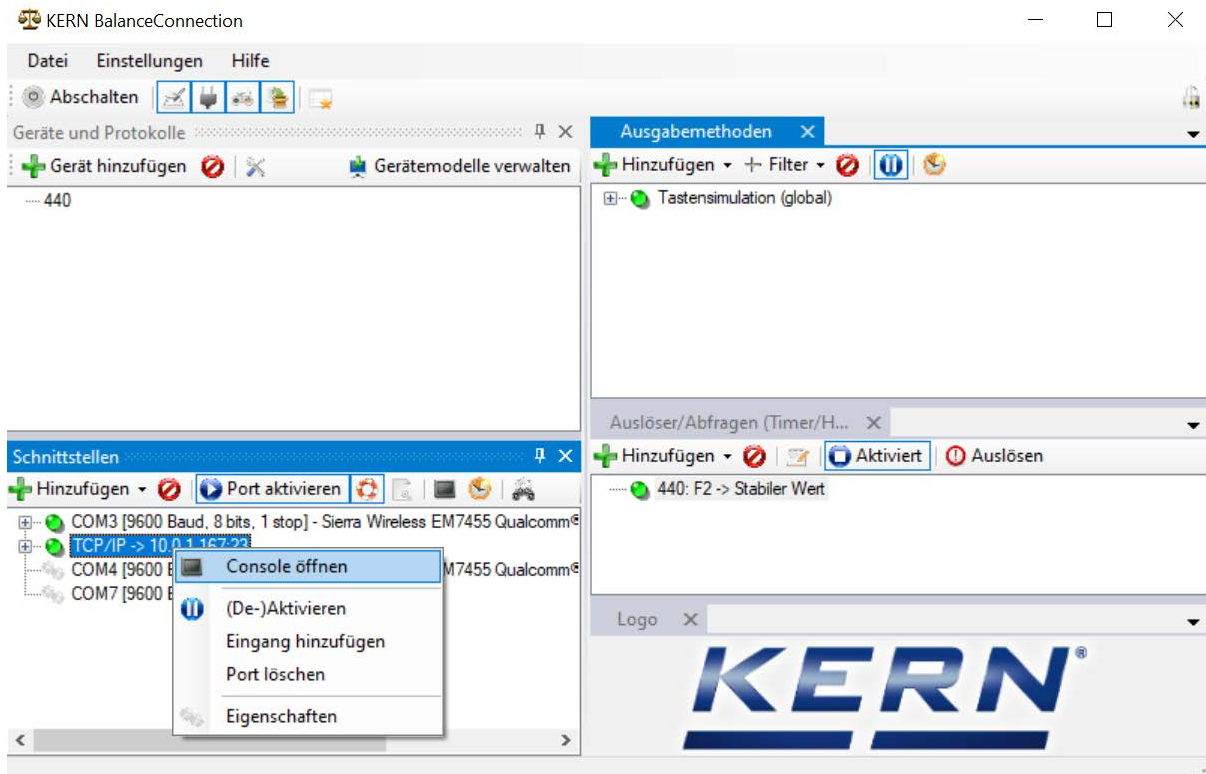 KERN BalanceConnection
Datei Einstellungen Hilfe
Abschalten
Geräte und Protokolle
Gerät hinzufügen Gerätemodelle verwalten
440
Ausgabemethoden
Hinzufügen Filter
Tastensimulation (global)
Schnittstellen
Hinzufügen Port aktivieren
COM3 [9600 Baud, 8 bits, 1 stop] - Sierra Wireless EM7455 Qualcomm®
TCP/IP -> 10.0.1.167:23
COM4 [9600 M7455 Qualcomm®
COM7 [9600
Console öffnen
(De-)Aktivieren
Eingang hinzufügen
Port löschen
Eigenschaften
Auslöser/Abfragen (Timer/H...
Hinzufügen Aktiviert Auslösen
440: F2 -> Stabiler Wert
Logo
KERN®